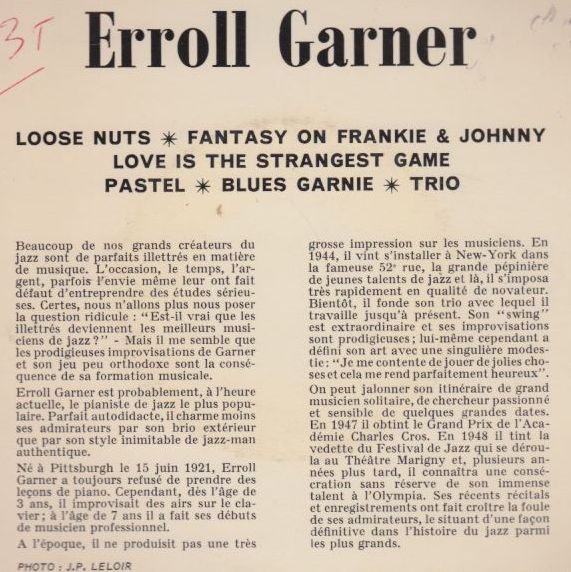 3T
Erroll Garner
LOOSE NUTS ✳ FANTASY ON FRANKIE & JOHNNY
LOVE IS THE STRANGEST GAME
PASTEL ✳ BLUES GARNIE ✳ TRIO
Beaucoup de nos grands créateurs du
jazz sont de parfaits illettrés en matière
de musique. L'occasion, le temps, l'ar-
gent, parfois l'envie même leur ont fait
défaut d'entreprendre des études sérieu-
ses. Certes, nous n'allons plus nous poser
la question ridicule : "Est-il vrai que les
illettrés deviennent les meilleurs musi-
ciens de jazz ?" - Mais il me semble que
les prodigieuses improvisations de Garner
et son jeu peu orthodoxe sont la consé-
quence de sa formation musicale.
Erroll Garner est probablement, à l'heure
actuelle, le pianiste de jazz le plus popu-
laire. Parfait autodidacte, il charme moins
ses admirateurs par son brio extérieur
que par son style inimitable de jazz-man
authentique.
Né à Pittsburgh le 15 juin 1921, Erroll
Garner a toujours refusé de prendre des
leçons de piano. Cependant, dès l'âge de
3 ans, il improvisait des airs sur le cla-
vier ; à l'âge de 7 ans il a fait ses débuts
de musicien professionnel.
A l'époque, il ne produisit pas une très
grosse impression sur les musiciens. En
1944, il vint s'installer à New-York dans
la fameuse 52e rue, la grande pépinière
de jeunes talents de jazz et là, il s'imposa
très rapidement en qualité de novateur.
Bientôt, il fonde son trio avec lequel il
travaille jusqu'à présent. Son "swing"
est extraordinaire et ses improvisations
sont prodigieuses ; lui-même cependant a
défini son art avec une singulière modes-
tie : "Je me contente de jouer de jolies cho-
ses et cela me rend parfaitement heureux".
On peut jalonner son itinéraire de grand
musicien solitaire, de chercheur passionné
et sensible de quelques grandes dates.
En 1947 il obtint le Grand Prix de l'Aca-
démie Charles Cros. En 1948 il tint la
vedette du Festival de Jazz qui se dérou-
la au Théâtre Marigny et, plusieurs an-
nées plus tard, il connaîtra une consé-
cration sans réserve de son immense
talent à l'Olympia. Ses récents récitals
et enregistrements ont fait croître la foule
de ses admirateurs, le situant d'une façon
définitive dans l'histoire du jazz parmi
les plus grands.
PHOTO : J.P. LELOIR